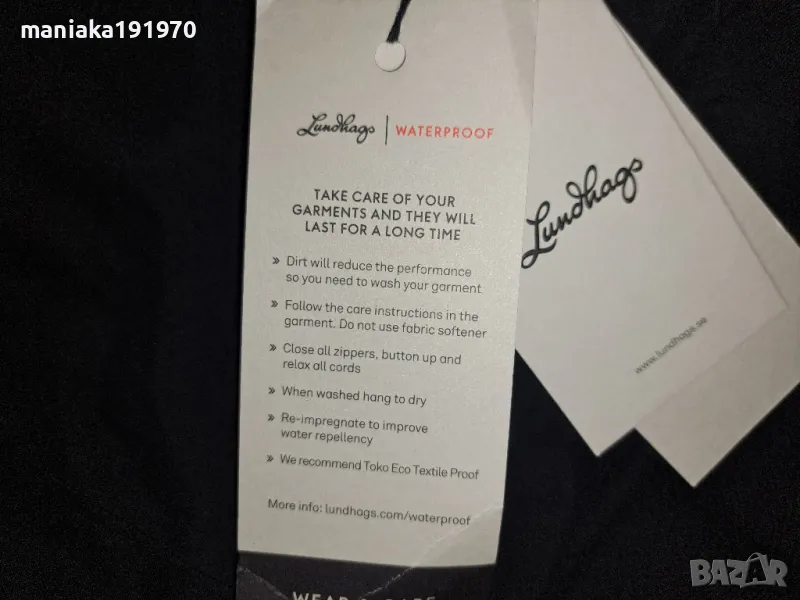 maniaka191970
Lundhags | WATERPROOF
TAKE CARE OF YOUR
GARMENTS AND THEY WILL
LAST FOR A LONG TIME
» Dirt will reduce the performance
so you need to wash your garment
» Follow the care instructions in the
garment. Do not use fabric softener
» Close all zippers, button up and
relax all cords
» When washed hang to dry
» Re-impregnate to improve
water repellency
» We recommend Toko Eco Textile Proof
More info: lundhags.com/waterproof
Lundhags
www.lundhags.se
BAZAR